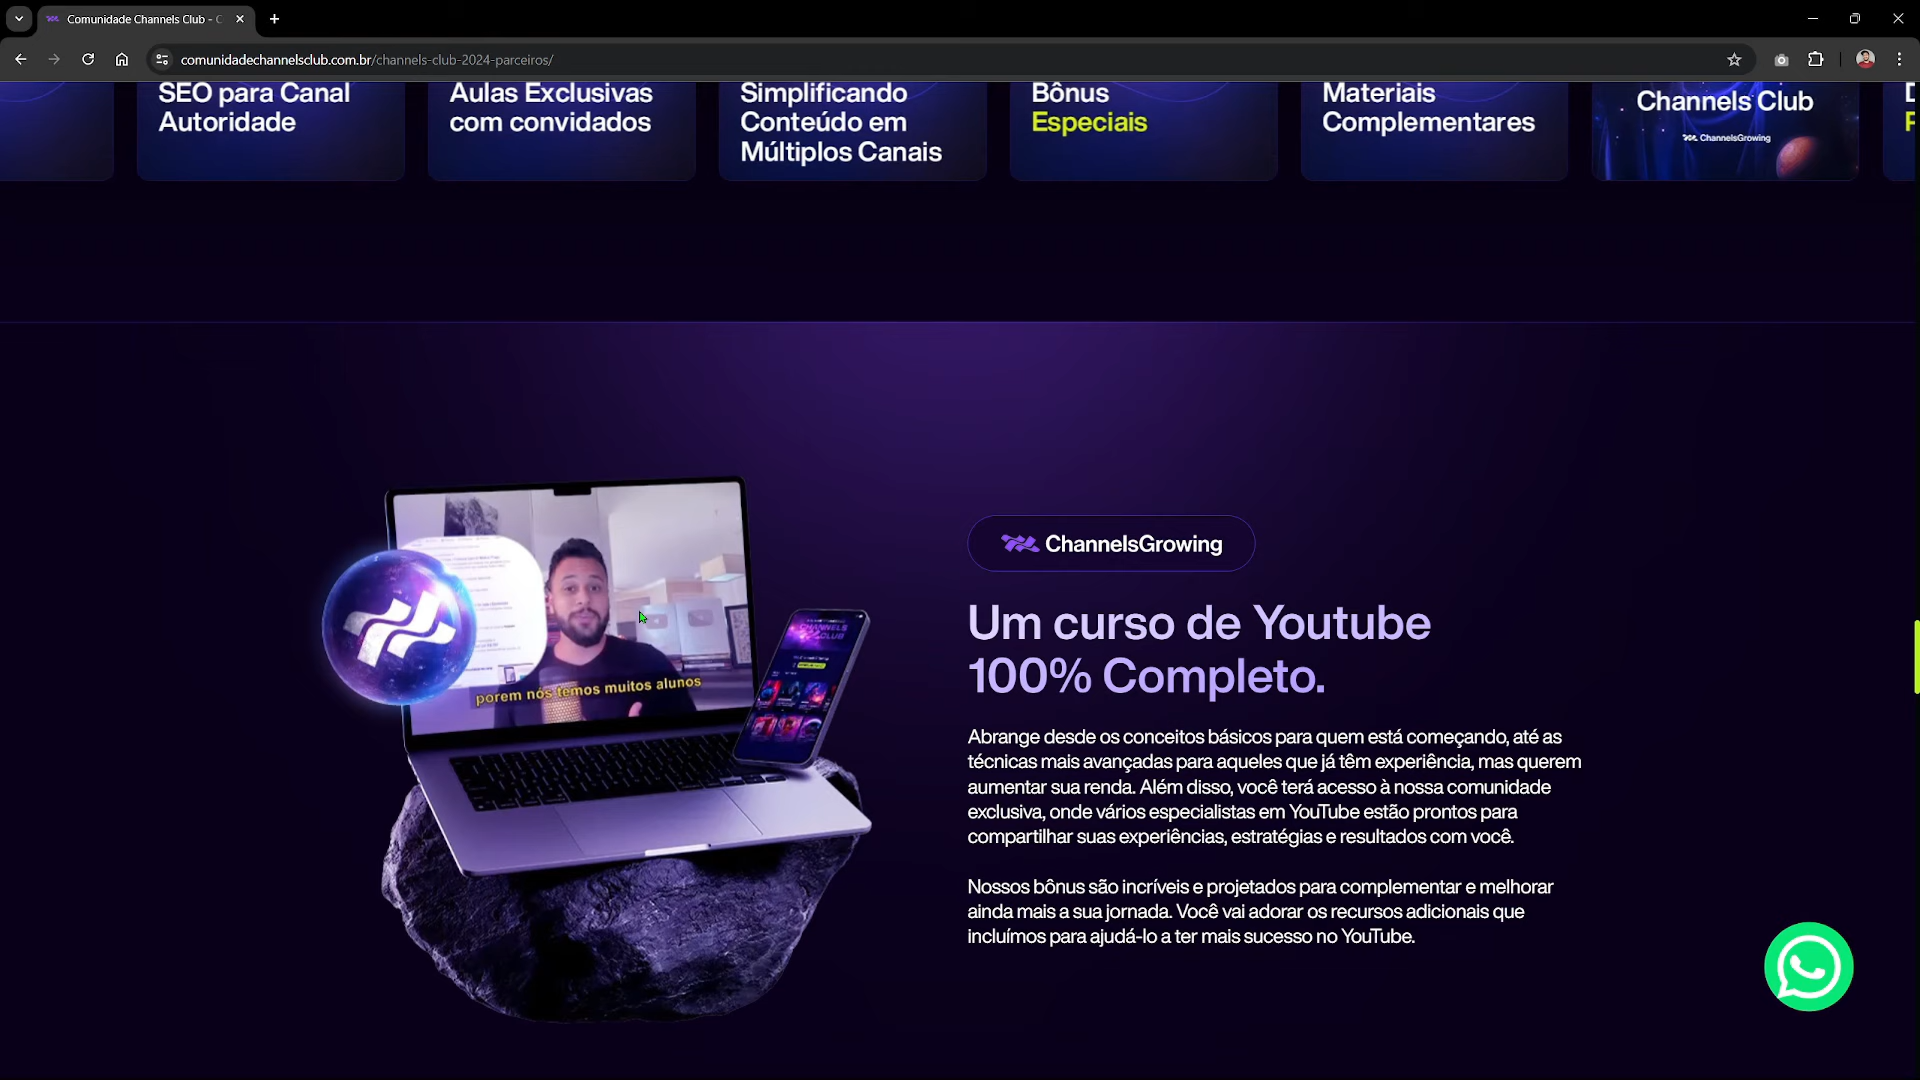 Comunidade Channels Club - C
comunidadechannelsclub.com.br/channels-club-2024-parceiros/
SEO para Canal
Autoridade
Aulas Exclusivas
com convidados
Simplificando
Conteúdo em
Múltiplos Canais
Bônus
Especiais
Materiais
Complementares
Channels Club
ChannelsGrowing
porem nós temos muitos alunos
CHANNELS
CLUB
ChannelsGrowing
Um curso de Youtube
100% Completo.
Abrange desde os conceitos básicos para quem está começando, até as
técnicas mais avançadas para aqueles que já têm experiência, mas querem
aumentar sua renda. Além disso, você terá acesso à nossa comunidade
exclusiva, onde vários especialistas em YouTube estão prontos para
compartilhar suas experiências, estratégias e resultados com você.
Nossos bônus são incríveis e projetados para complementar e melhorar
ainda mais a sua jornada. Você vai adorar os recursos adicionais que
incluímos para ajudá-lo a ter mais sucesso no YouTube.